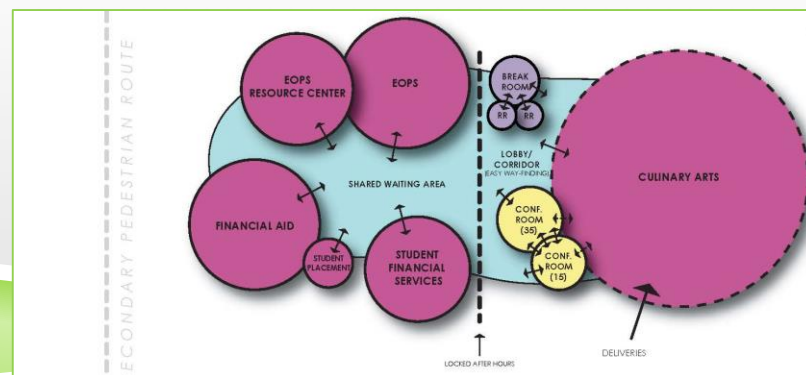 ECONDARY PEDESTRIAN ROUTE
EOPS
RESOURCE CENTER
EOPS
BREAK
ROOM
RR
RR
LOBBY/
CORRIDOR
(EASY WAY-FINDING)
SHARED WAITING AREA
CULINARY ARTS
FINANCIAL AID
STUDENT
PLACEMENT
STUDENT
FINANCIAL
SERVICES
CONF.
ROOM
(35)
CONF.
ROOM
(15)
LOCKED AFTER HOURS
DELIVERIES